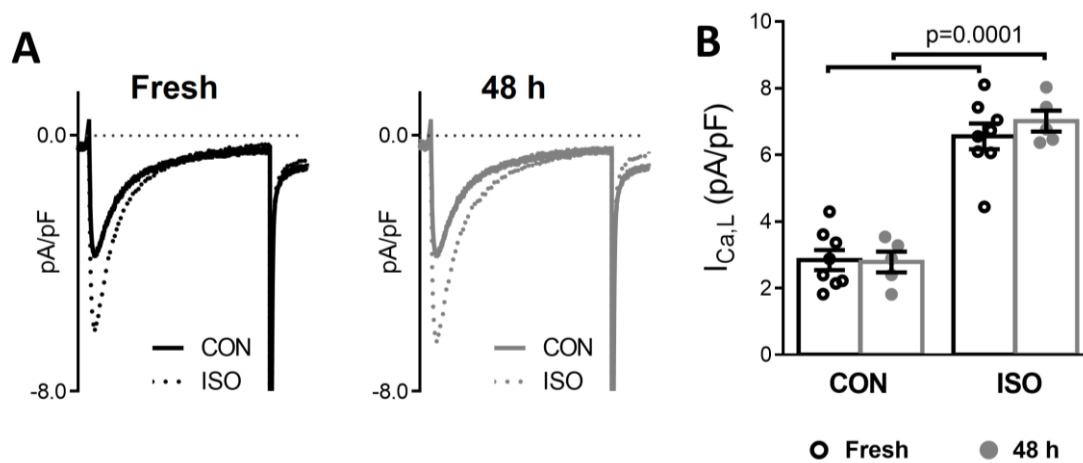 A
Fresh
0.0
pA/pF
-8.0
CON
ISO
48 h
0.0
pA/pF
-8.0
CON
ISO
B
p=0.0001
I_Ca,L (pA/pF)
10
8
6
4
2
0
CON ISO
Fresh 48 h